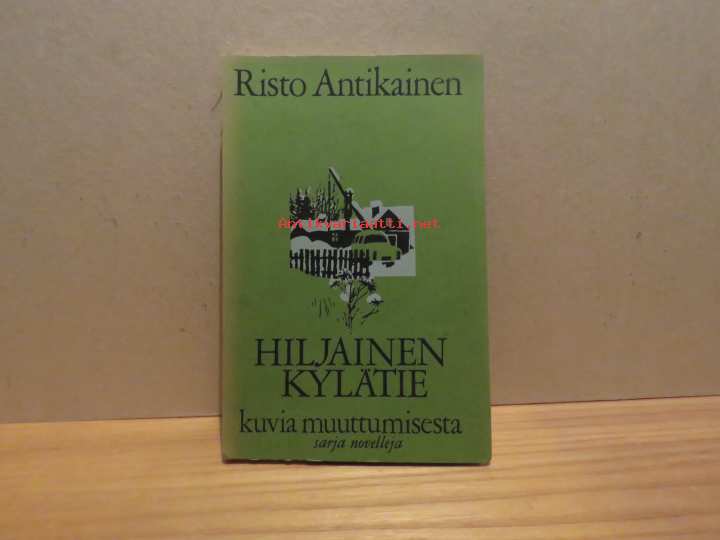 Risto Antikainen
Antikvariaatti.net
HILJAINEN
KYLÄTIE
kuvia muuttumisesta
sarja novelleja